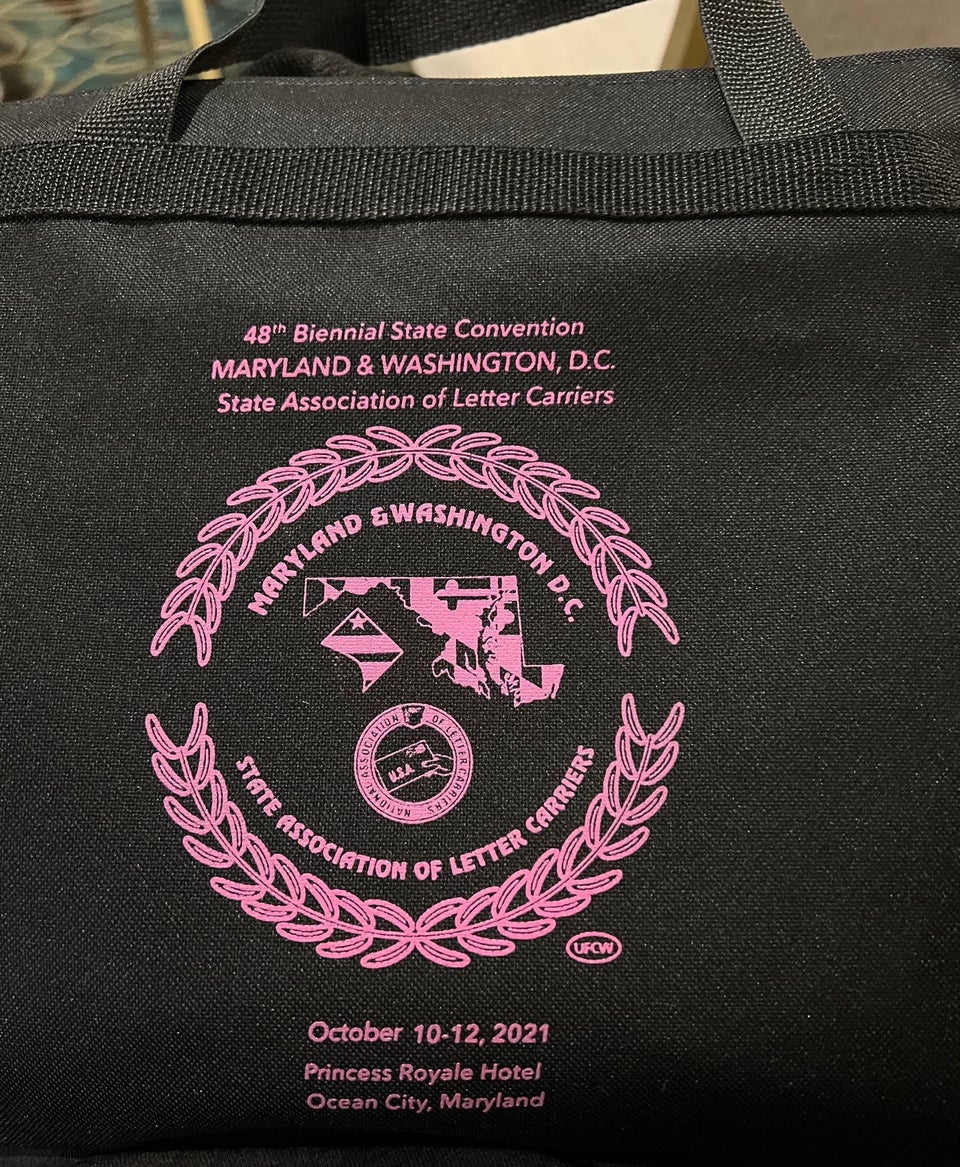 48th Biennial State Convention
MARYLAND & WASHINGTON, D.C.
State Association of Letter Carriers
MARYLAND & WASHINGTON D.C.
NATIONAL ASSOCIATION OF LETTER CARRIERS
U.S.A.
STATE ASSOCIATION OF LETTER CARRIERS
UFCW
October 10-12, 2021
Princess Royale Hotel
Ocean City, Maryland